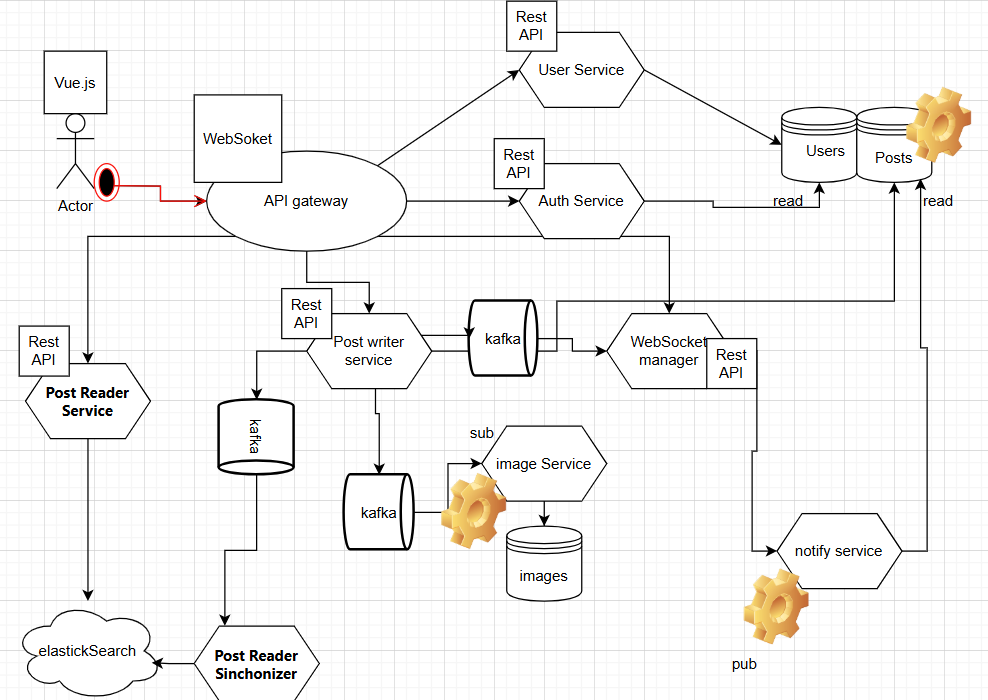 Rest
API
Vue.js
User Service
WebSoket
Users
Posts
Rest
API
Actor
API gateway
Auth Service
read
read
Rest
API
Post writer
service
kafka
WebSocket
manager
Rest
API
Rest
API
Post Reader
Service
kafka
sub
image Service
kafka
images
notify service
elastickSearch
Post Reader
Sinchonizer
pub